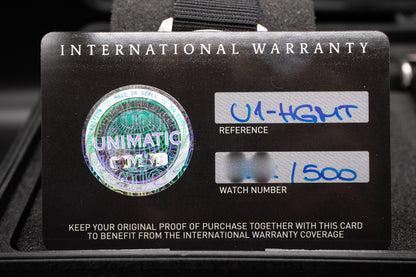 INTERNATIONAL WARRANTY
UNIMATIC
U1-HGMT
REFERENCE
/500
WATCH NUMBER
KEEP YOUR ORIGINAL PROOF OF PURCHASE TOGETHER WITH THIS CARD
TO BENEFIT FROM THE INTERNATIONAL WARRANTY COVERAGE